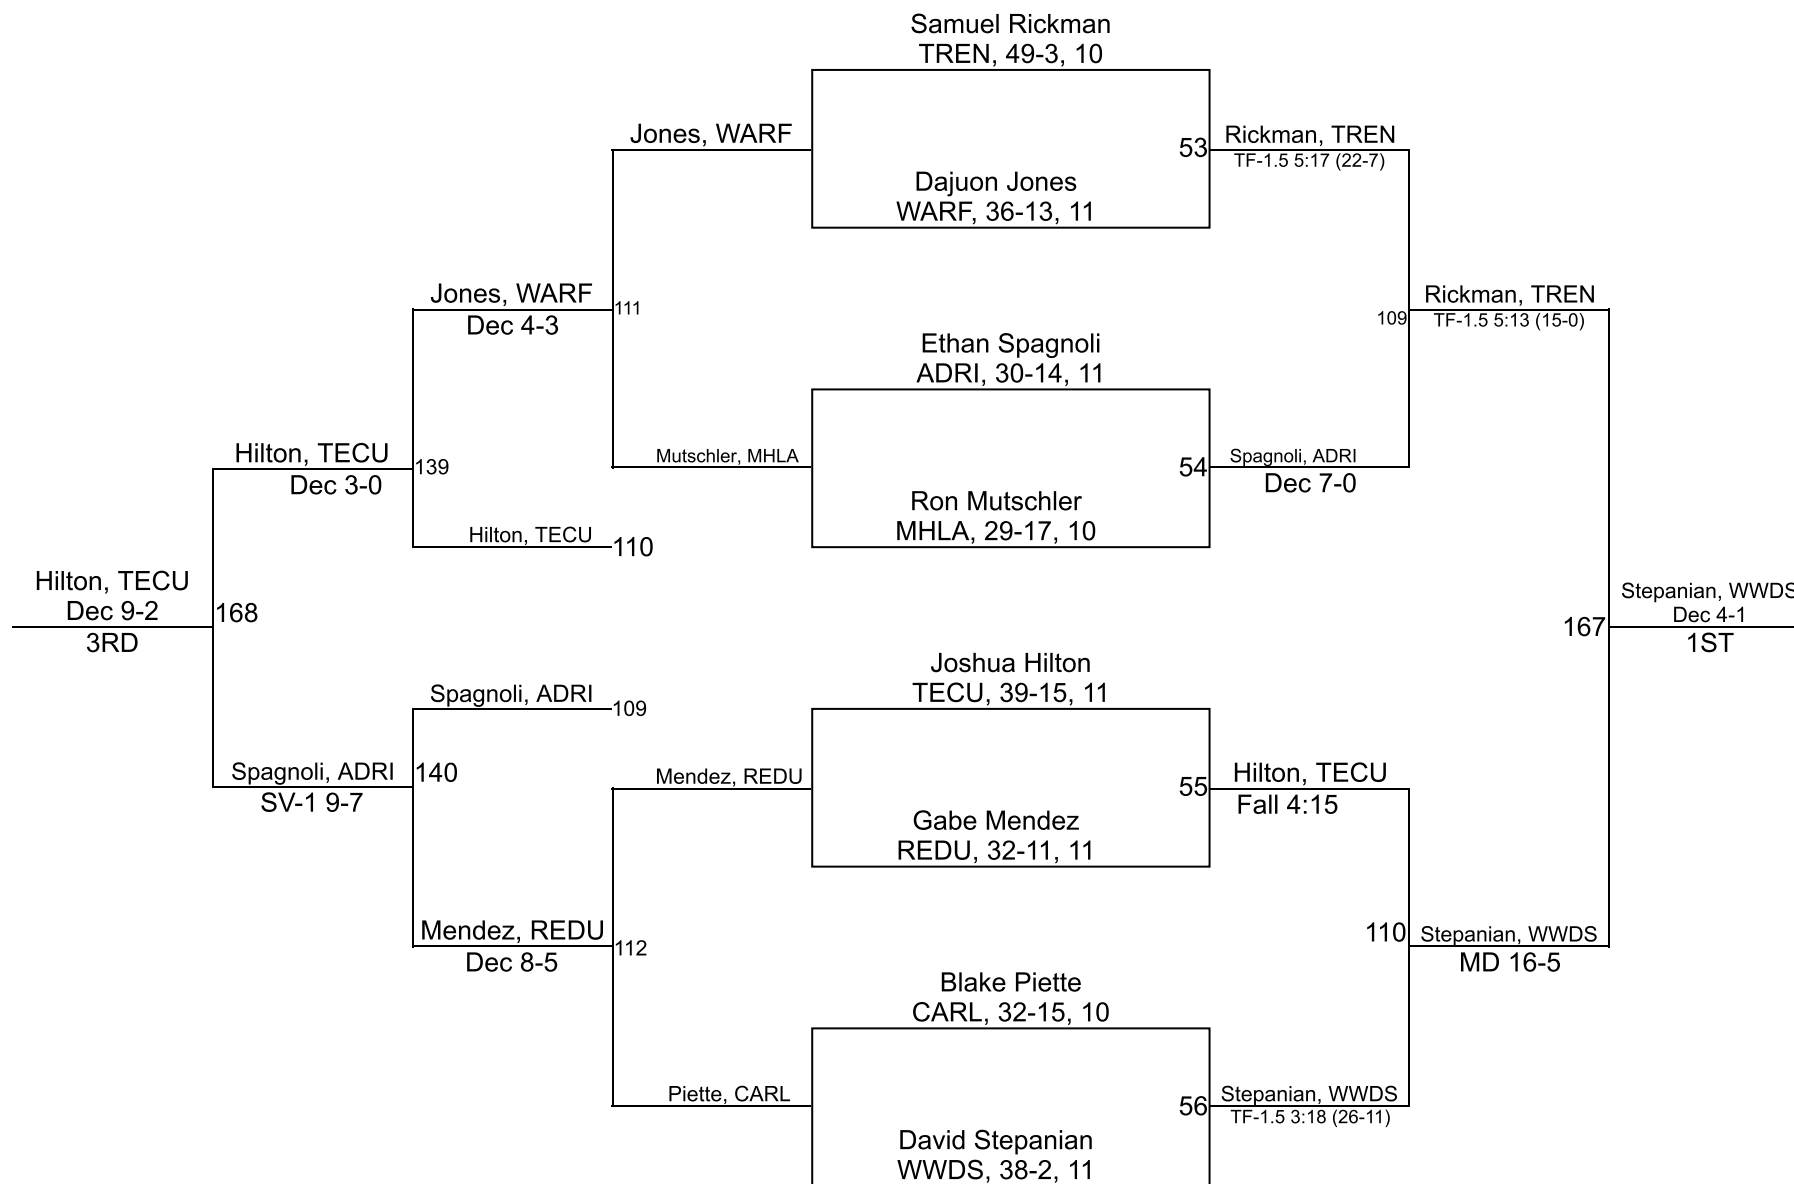 Samuel Rickman
TREN, 49-3, 10
Jones, WARF
53
Rickman, TREN
TF-1.5 5:17 (22-7)
Dajuon Jones
WARF, 36-13, 11
Jones, WARF
111
Dec 4-3
Rickman, TREN
109
TF-1.5 5:13 (15-0)
Ethan Spagnoli
ADRI, 30-14, 11
Hilton, TECU
139
Dec 3-0
Mutschler, MHLA
54
Spagnoli, ADRI
Dec 7-0
Ron Mutschler
MHLA, 29-17, 10
Hilton, TECU
110
Hilton, TECU
Dec 9-2
168
3RD
167
Stepanian, WWDS
Dec 4-1
1ST
Joshua Hilton
TECU, 39-15, 11
Spagnoli, ADRI
109
Spagnoli, ADRI
140
SV-1 9-7
Mendez, REDU
55
Hilton, TECU
Fall 4:15
Gabe Mendez
REDU, 32-11, 11
Mendez, REDU
112
Dec 8-5
110
Stepanian, WWDS
MD 16-5
Blake Piette
CARL, 32-15, 10
Piette, CARL
56
Stepanian, WWDS
TF-1.5 3:18 (26-11)
David Stepanian
WWDS, 38-2, 11